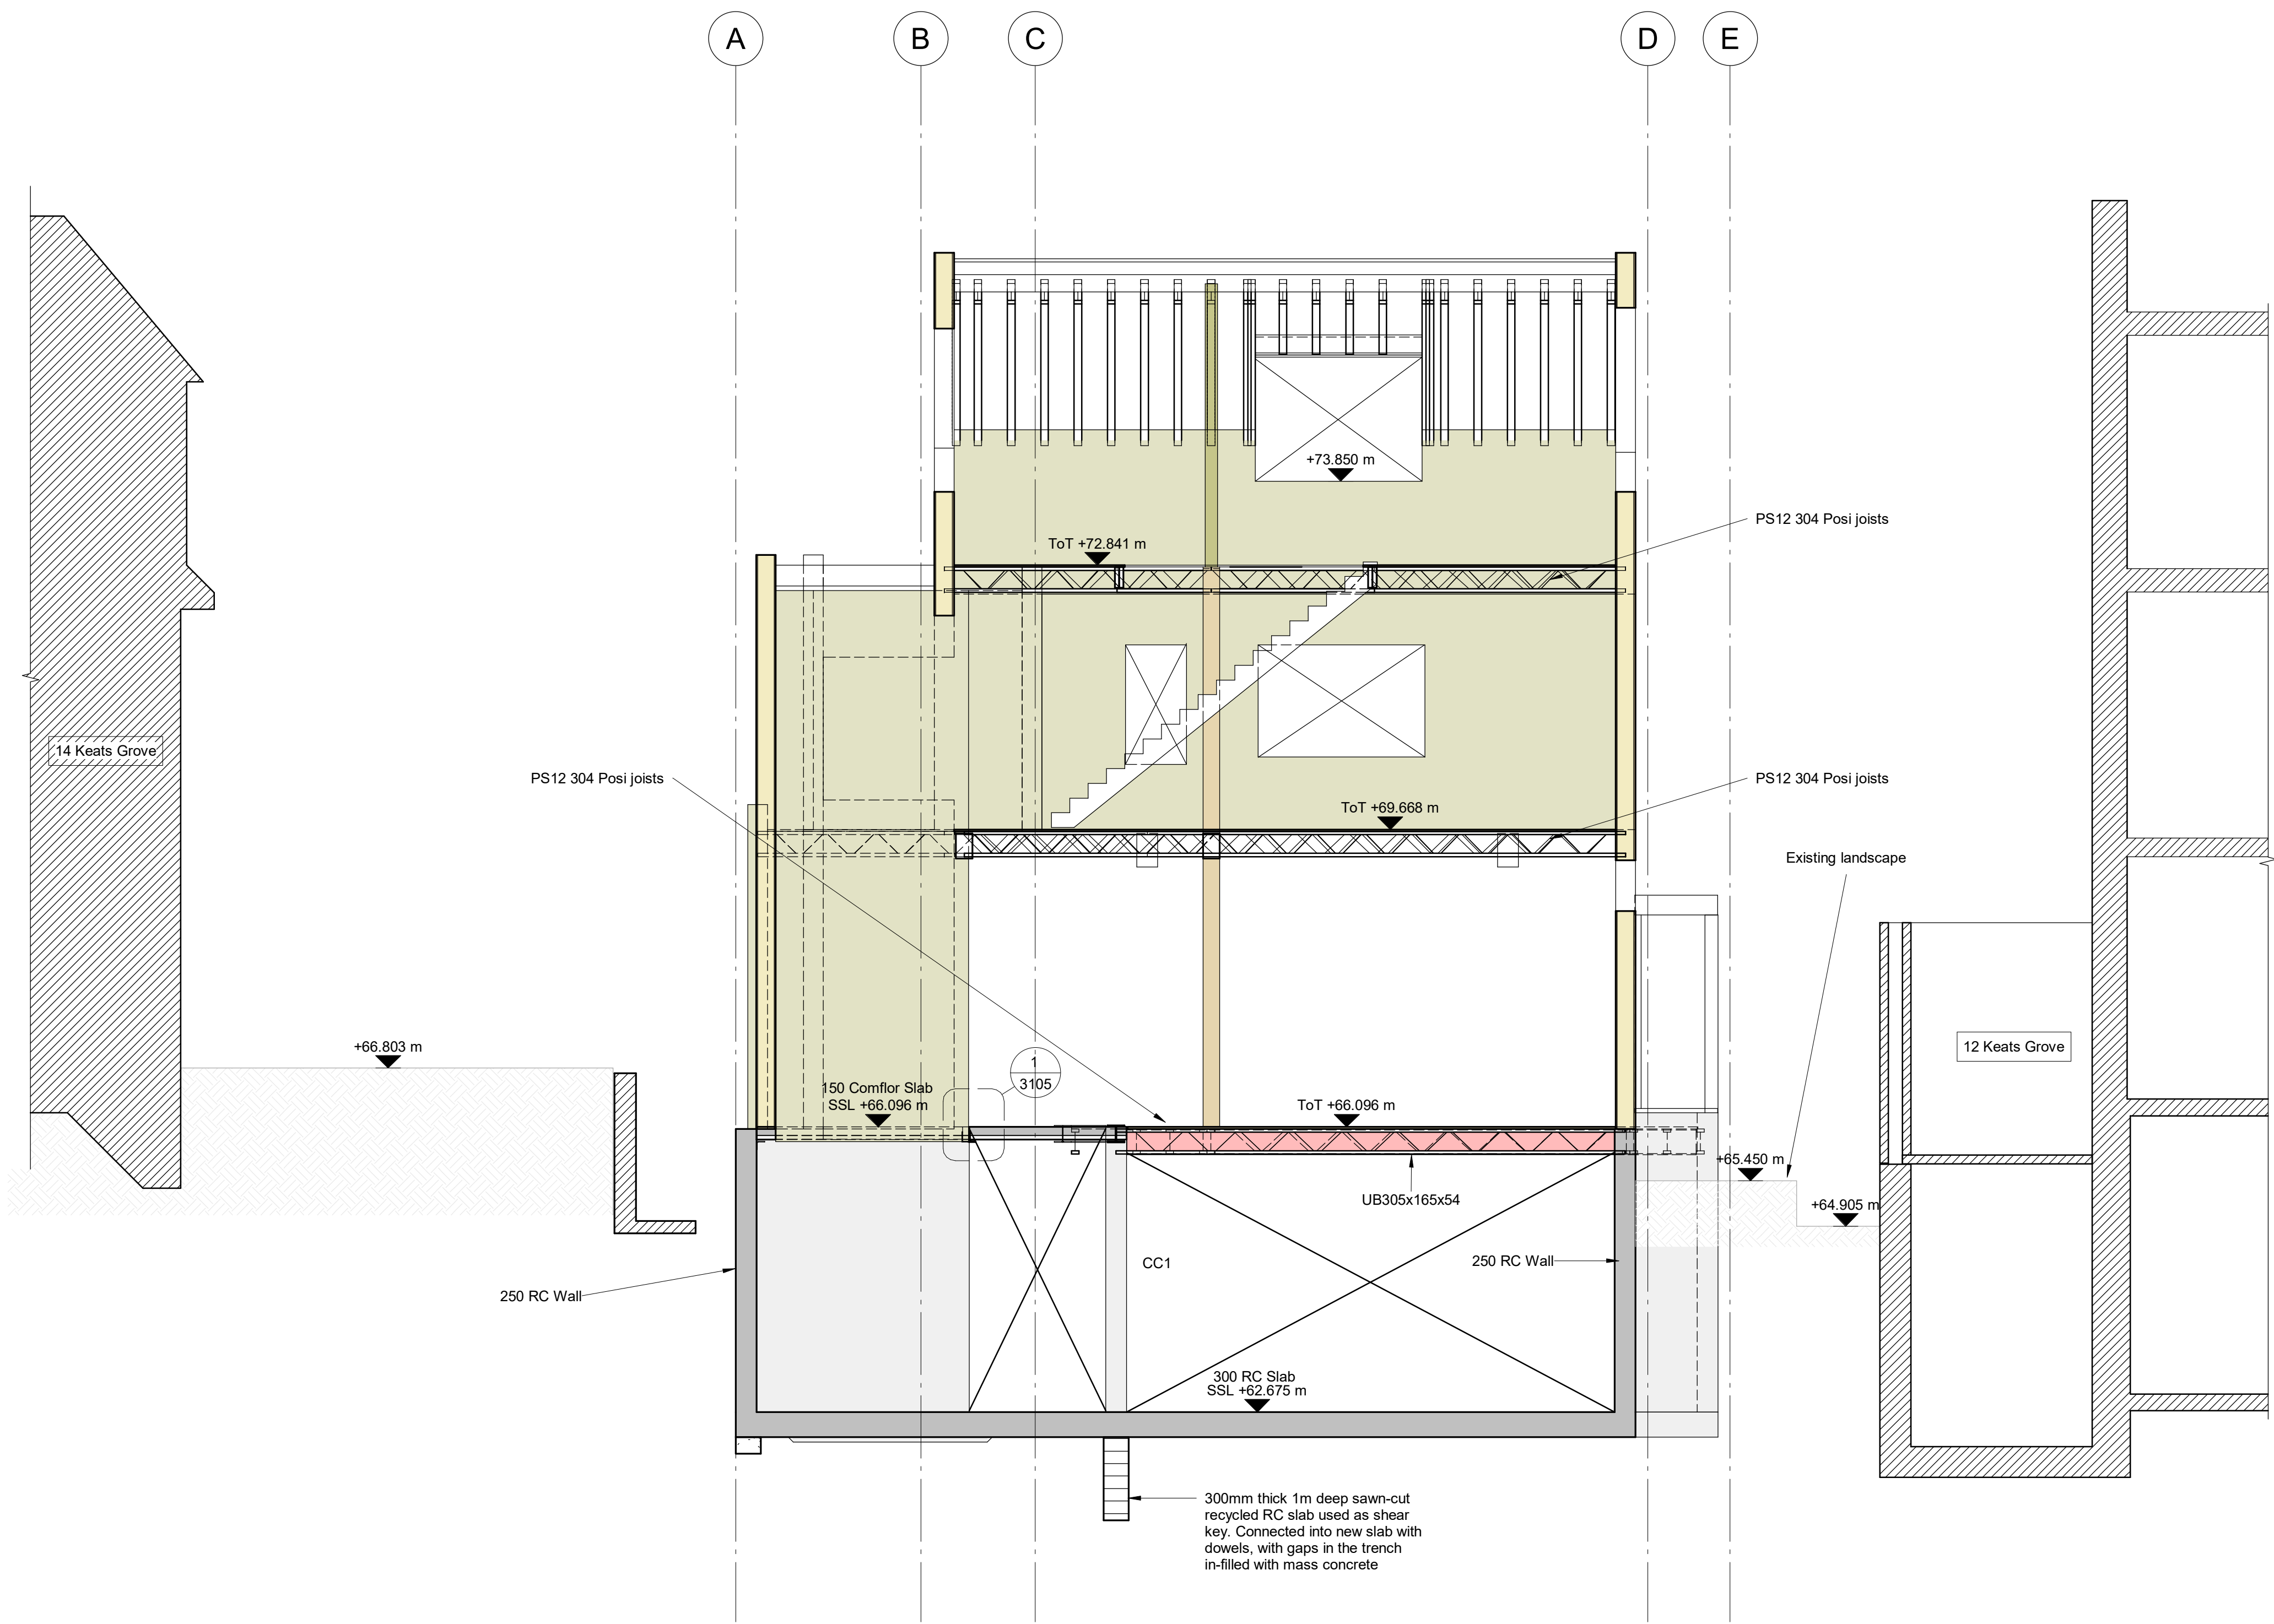 A
B
C
D
E
+73.850 m
PS12 304 Posi joists
ToT +72.841 m
14 Keats Grove
PS12 304 Posi joists
PS12 304 Posi joists
ToT +69.668 m
Existing landscape
+66.803 m
12 Keats Grove
1
3105
150 Comflor Slab
SSL +66.096 m
ToT +66.096 m
+65.450 m
UB305x165x54
+64.905 m
CC1
250 RC Wall
250 RC Wall
300 RC Slab
SSL +62.675 m
300mm thick 1m deep sawn-cut
recycled RC slab used as shear
key. Connected into new slab with
dowels, with gaps in the trench
in-filled with mass concrete